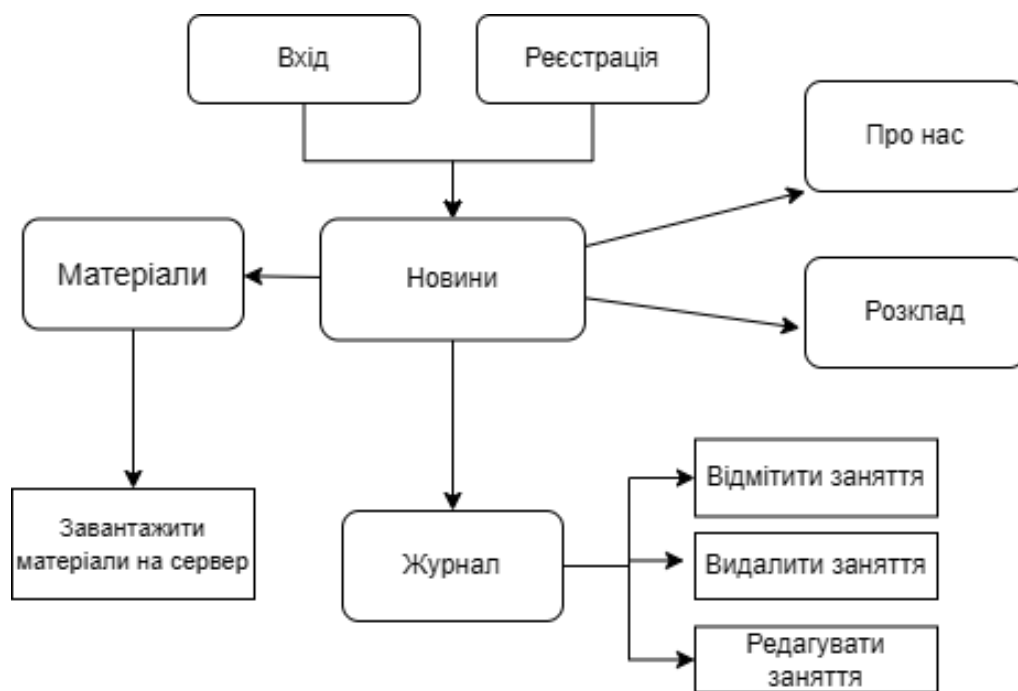 Вхід
Реєстрація
Про нас
Матеріали
Новини
Розклад
Відмітити заняття
Завантажити
матеріали на сервер
Журнал
Видалити заняття
Редагувати
заняття